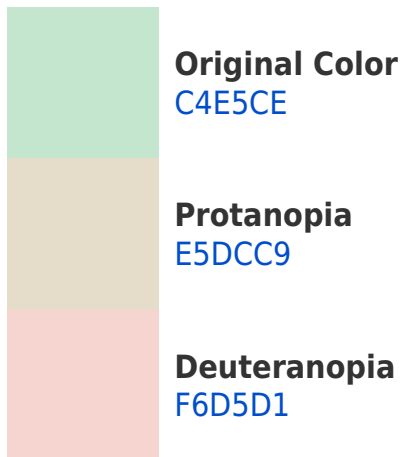 Original Color
C4E5CE
Protanopia
E5DCC9
Deuteranopia
F6D5D1